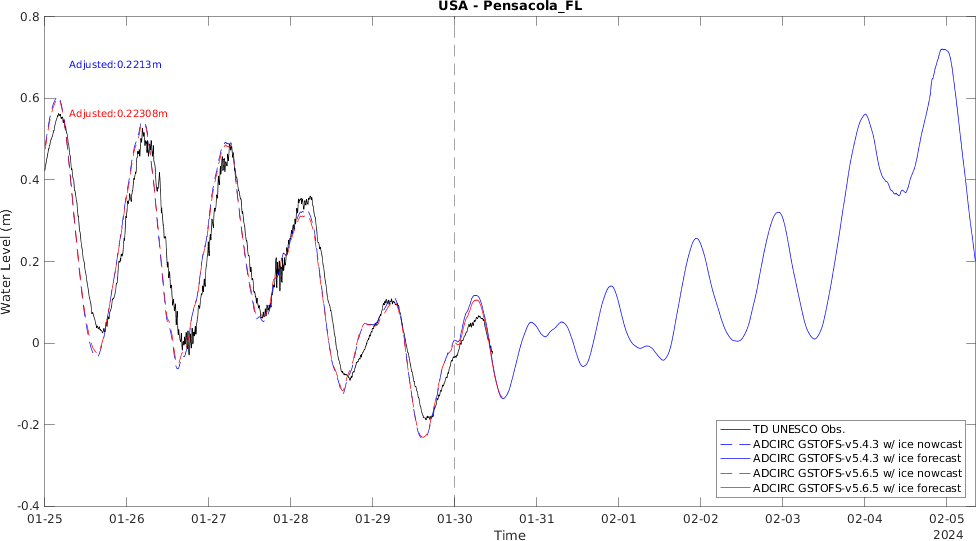 USA - Pensacola_FL
0.8
Adjusted:0.2213m
0.6
Adjusted:0.22308m
0.4
0.2
0
-0.2
-0.4
Water Level (m)
TD UNESCO Obs.
ADCIRC GSTOFS-v5.4.3 w/ ice nowcast
ADCIRC GSTOFS-v5.4.3 w/ ice forecast
ADCIRC GSTOFS-v5.6.5 w/ ice nowcast
ADCIRC GSTOFS-v5.6.5 w/ ice forecast
01-25 01-26 01-27 01-28 01-29 01-30 01-31 02-01 02-02 02-03 02-04 02-05
Time
2024